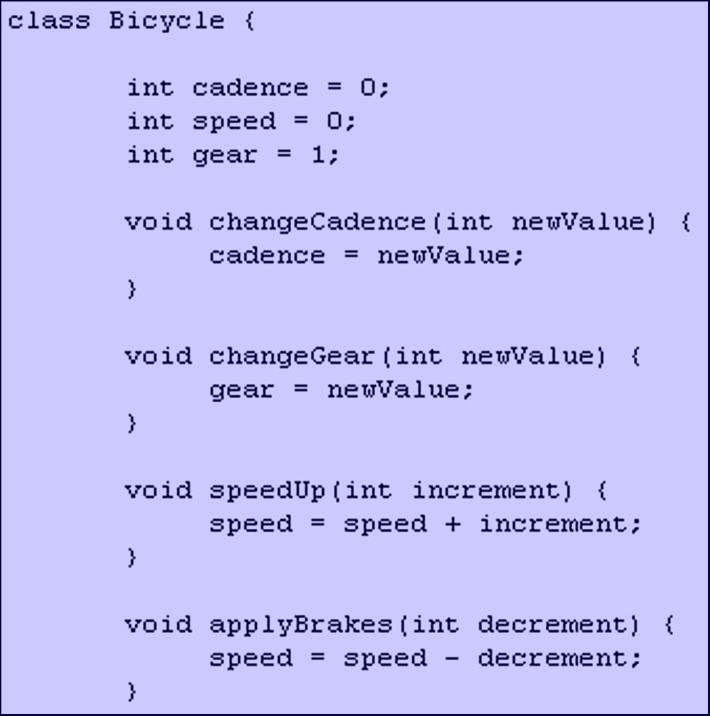 class Bicycle {
int cadence = 0;
int speed = 0;
int gear = 1;
void changeCadence(int newValue) {
cadence = newValue;
}
void changeGear(int newValue) {
gear = newValue;
}
void speedUp(int increment) {
speed = speed + increment;
}
void applyBrakes(int decrement) {
speed = speed - decrement;
}